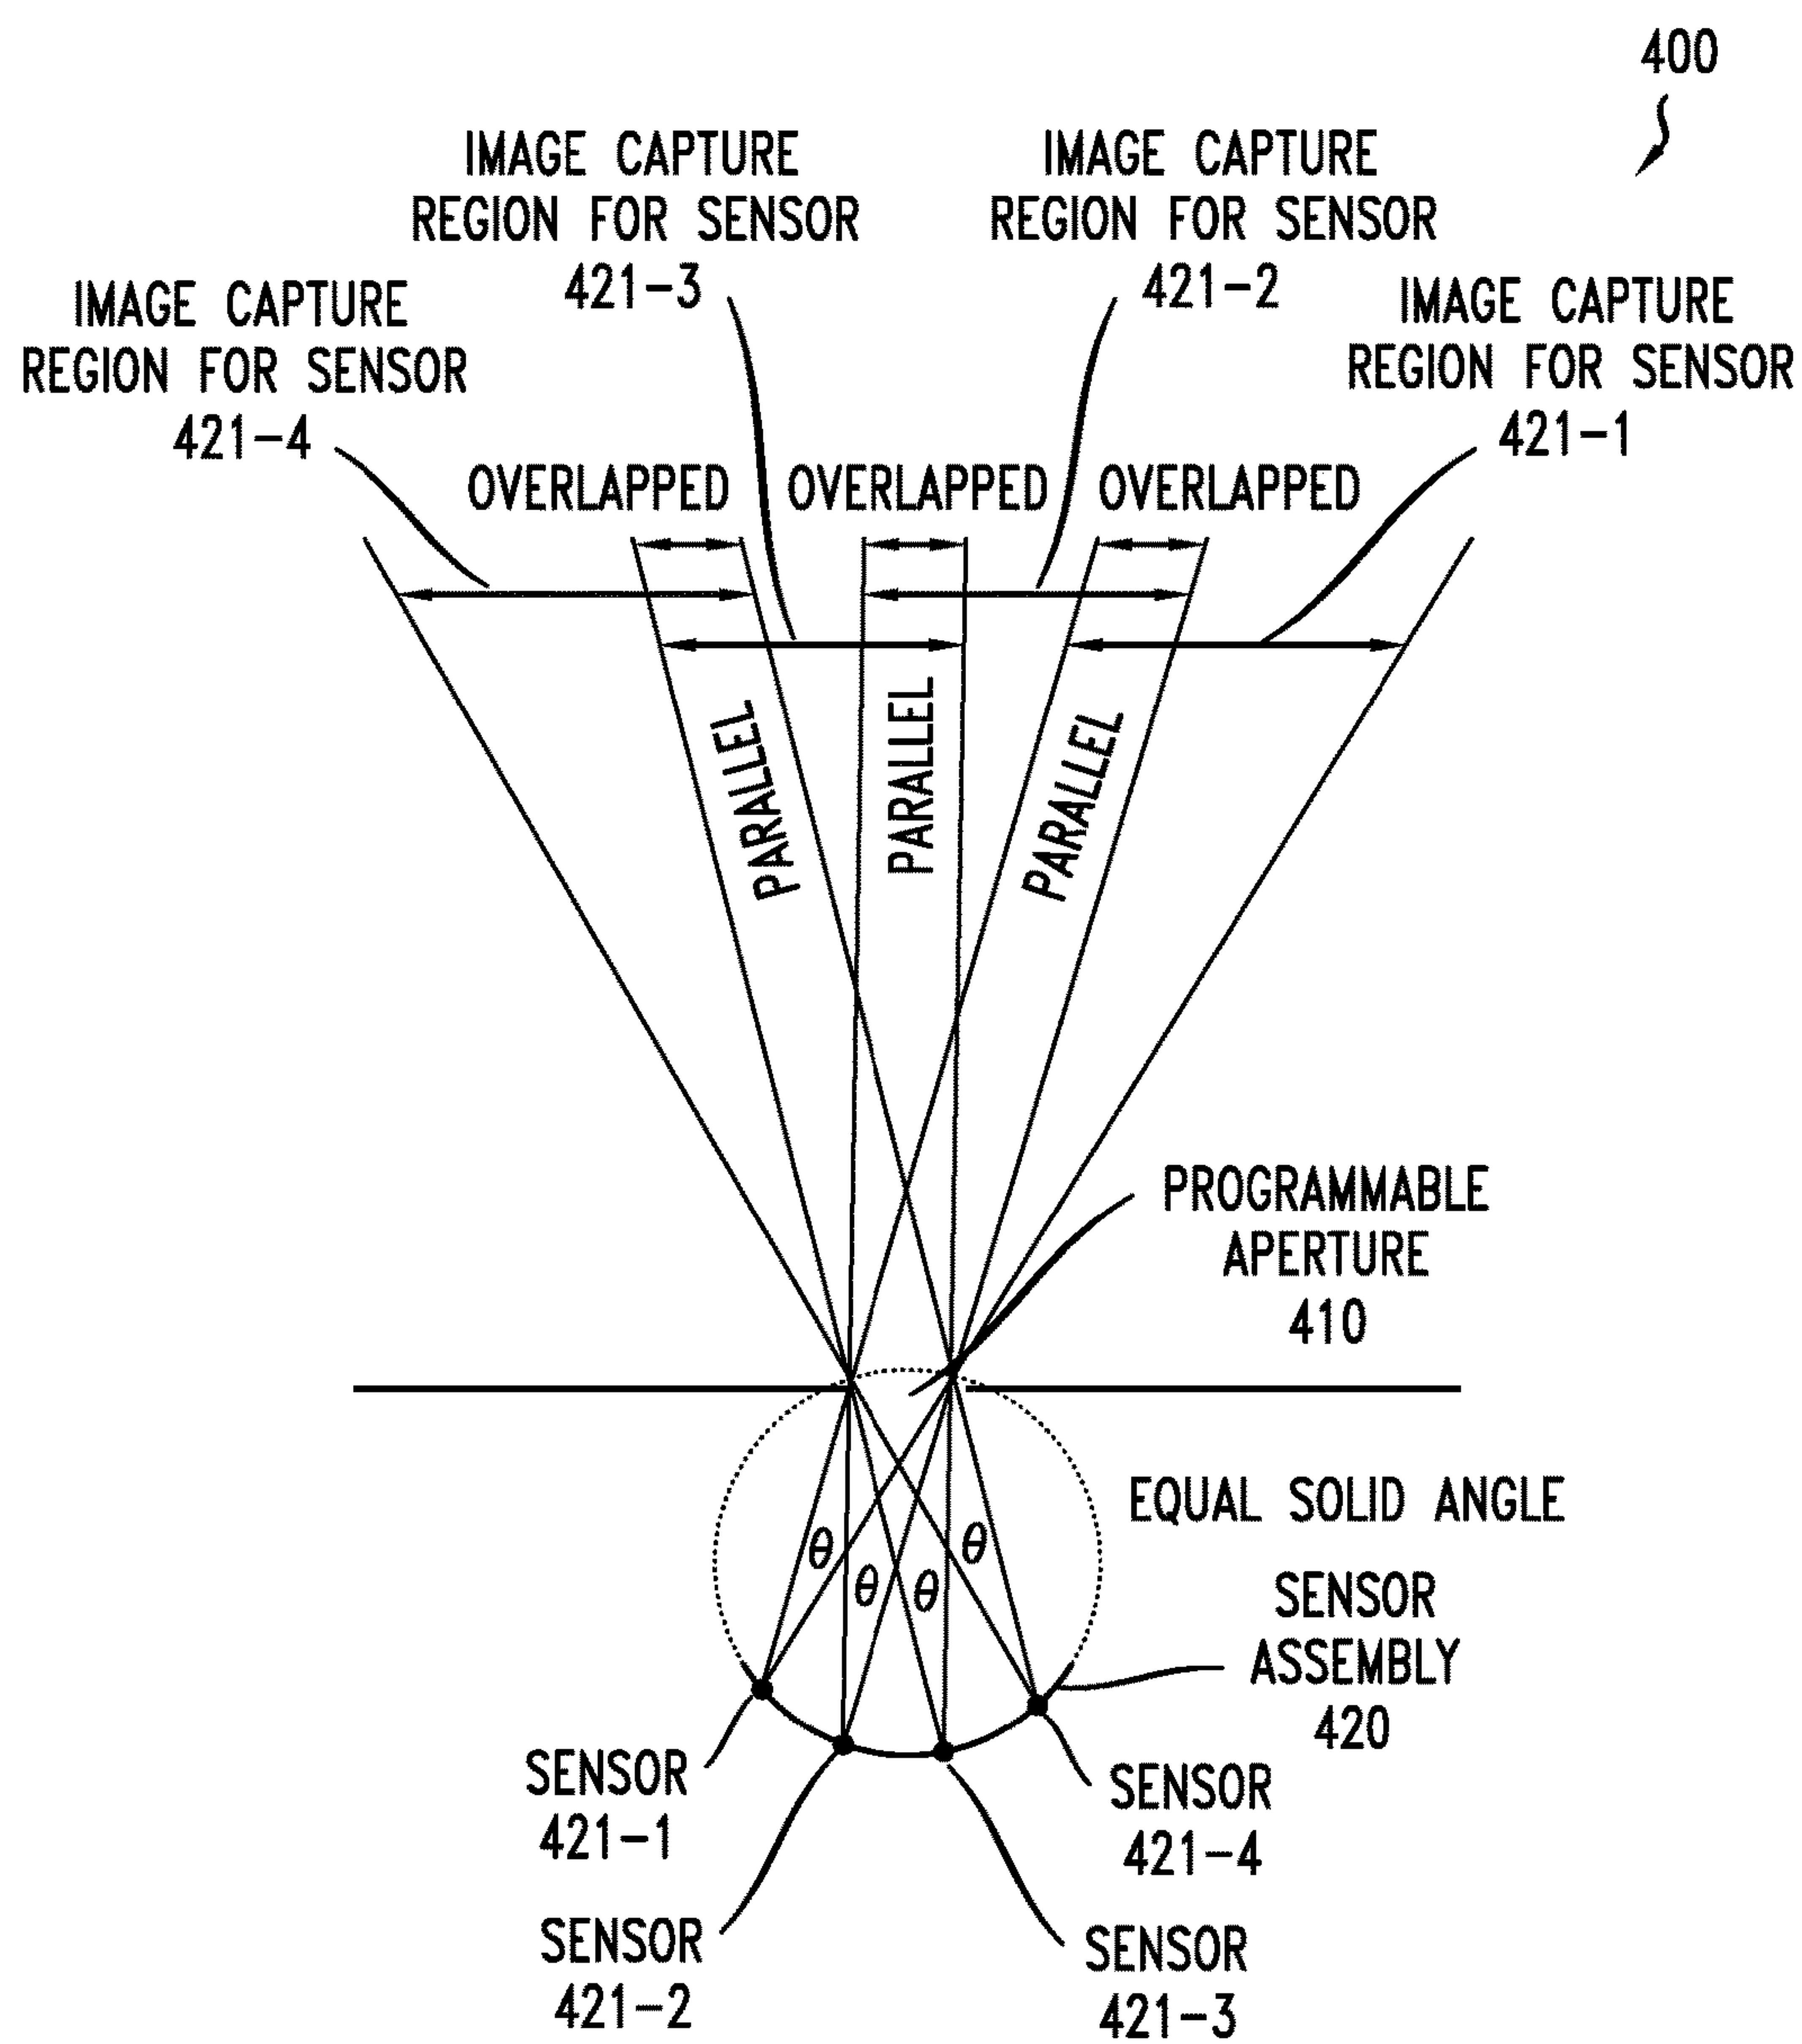 400
IMAGE CAPTURE
REGION FOR SENSOR
421-3
IMAGE CAPTURE
REGION FOR SENSOR
421-2
IMAGE CAPTURE
REGION FOR SENSOR
421-4
IMAGE CAPTURE
REGION FOR SENSOR
421-1
OVERLAPPED
OVERLAPPED
OVERLAPPED
PARALLEL
PARALLEL
PARALLEL
PROGRAMMABLE
APERTURE
410
EQUAL SOLID ANGLE
θ
θ
θ
θ
SENSOR
ASSEMBLY
420
SENSOR
421-1
SENSOR
421-4
SENSOR
421-2
SENSOR
421-3